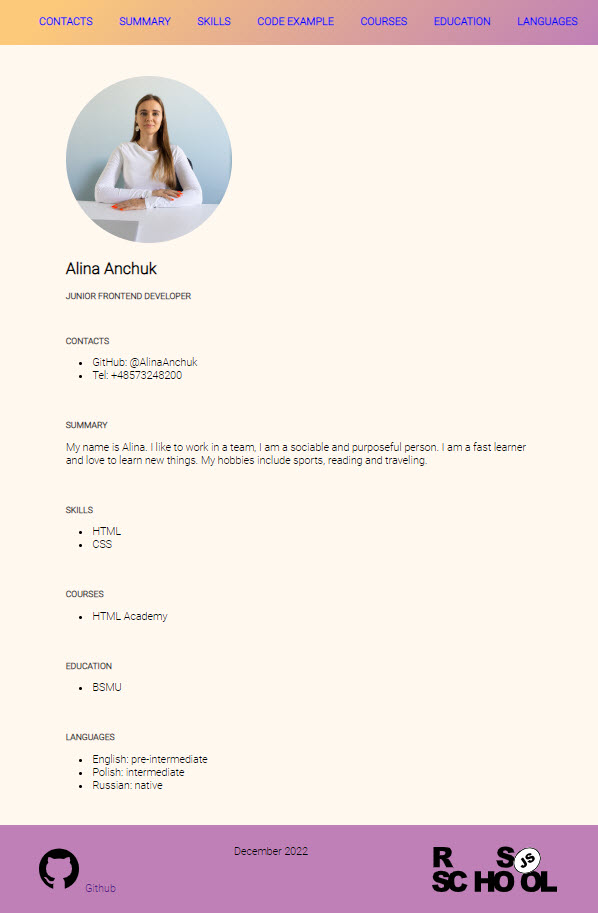 CONTACTS SUMMARY SKILLS CODE EXAMPLE COURSES EDUCATION LANGUAGES
Alina Anchuk
JUNIOR FRONTEND DEVELOPER
CONTACTS
GitHub: @AlinaAnchuk
Tel: +48573248200
SUMMARY
My name is Alina. I like to work in a team, I am a sociable and purposeful person. I am a fast learner
and love to learn new things. My hobbies include sports, reading and traveling.
SKILLS
HTML
CSS
COURSES
HTML Academy
EDUCATION
BSMU
LANGUAGES
English: pre-intermediate
Polish: intermediate
Russian: native
Github
December 2022
R S JS
SCHOOL